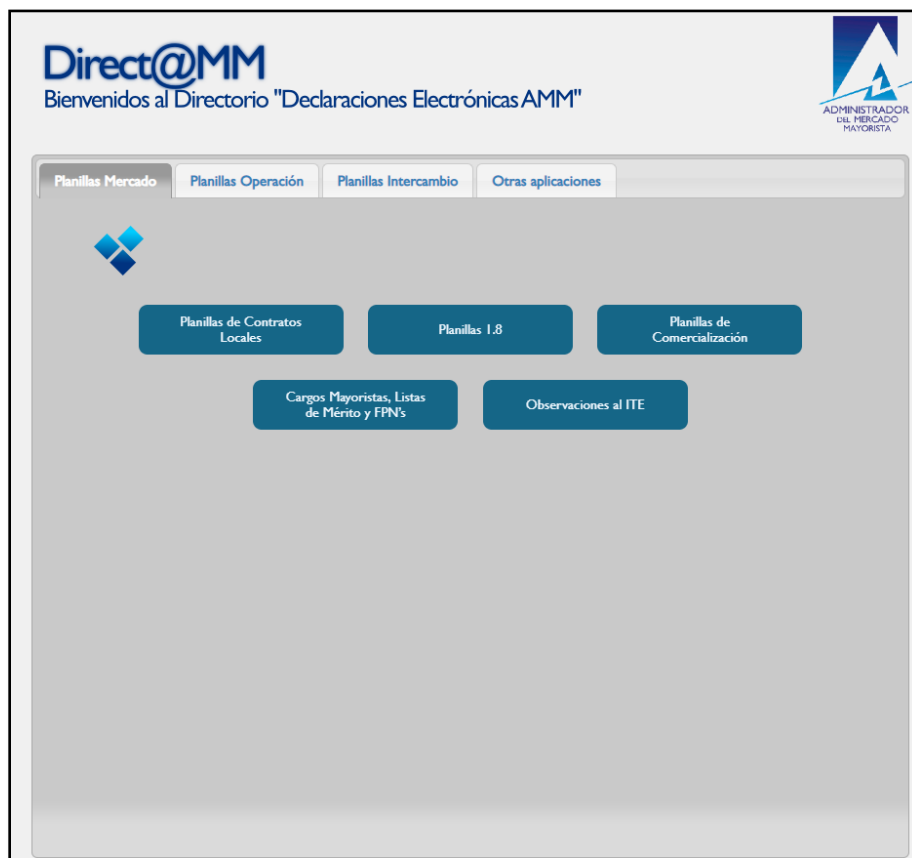 Direct@MM
Bienvenidos al Directorio "Declaraciones Electrónicas AMM"
ADMINISTRADOR
DEL MERCADO
MAYORISTA
Planillas Mercado
Planillas Operación
Planillas Intercambio
Otras aplicaciones
Planillas de Contratos
Locales
Planillas 1.8
Planillas de
Comercialización
Cargos Mayoristas, Listas
de Mérito y FPN's
Observaciones al ITE